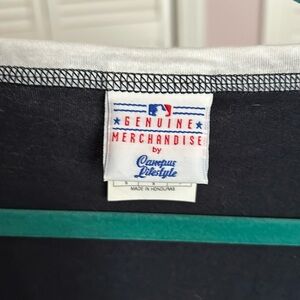 GENUINE
MERCHANDISE
by
Campus
Lifestyle
MADE IN HONDURAS